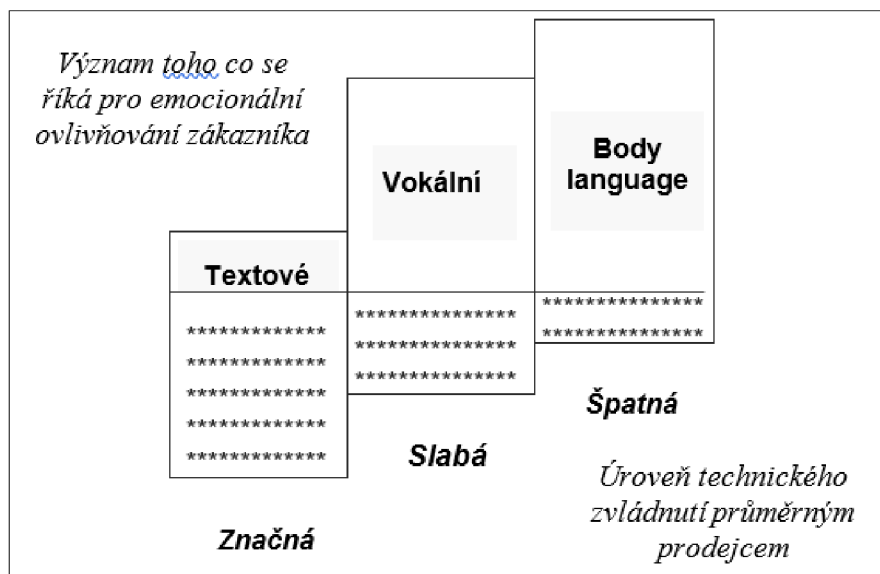 Význam toho co se
říká pro emocionální
ovlivňování zákazníka
Textové
Vokální
Body
language
*************
*************
*************
*************
*************
***************
***************
***************
***************
***************
Značná
Slabá
Špatná
Úroveň technického
zvládnutí průměrným
prodejcem